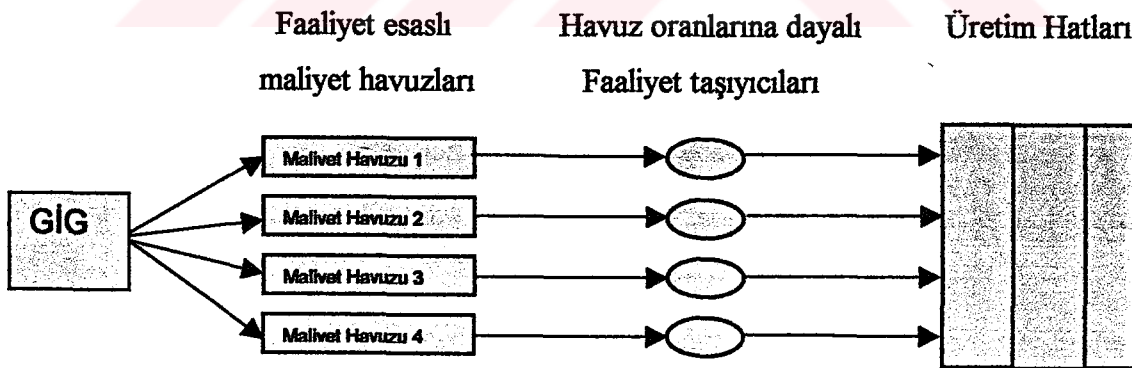 Faaliyet esaslı
maliyet havuzları
Havuz oranlarına dayalı
Faaliyet taşıyıcıları
Üretim Hatları
GİG
Maliyet Havuzu 1
Maliyet Havuzu 2
Maliyet Havuzu 3
Maliyet Havuzu 4